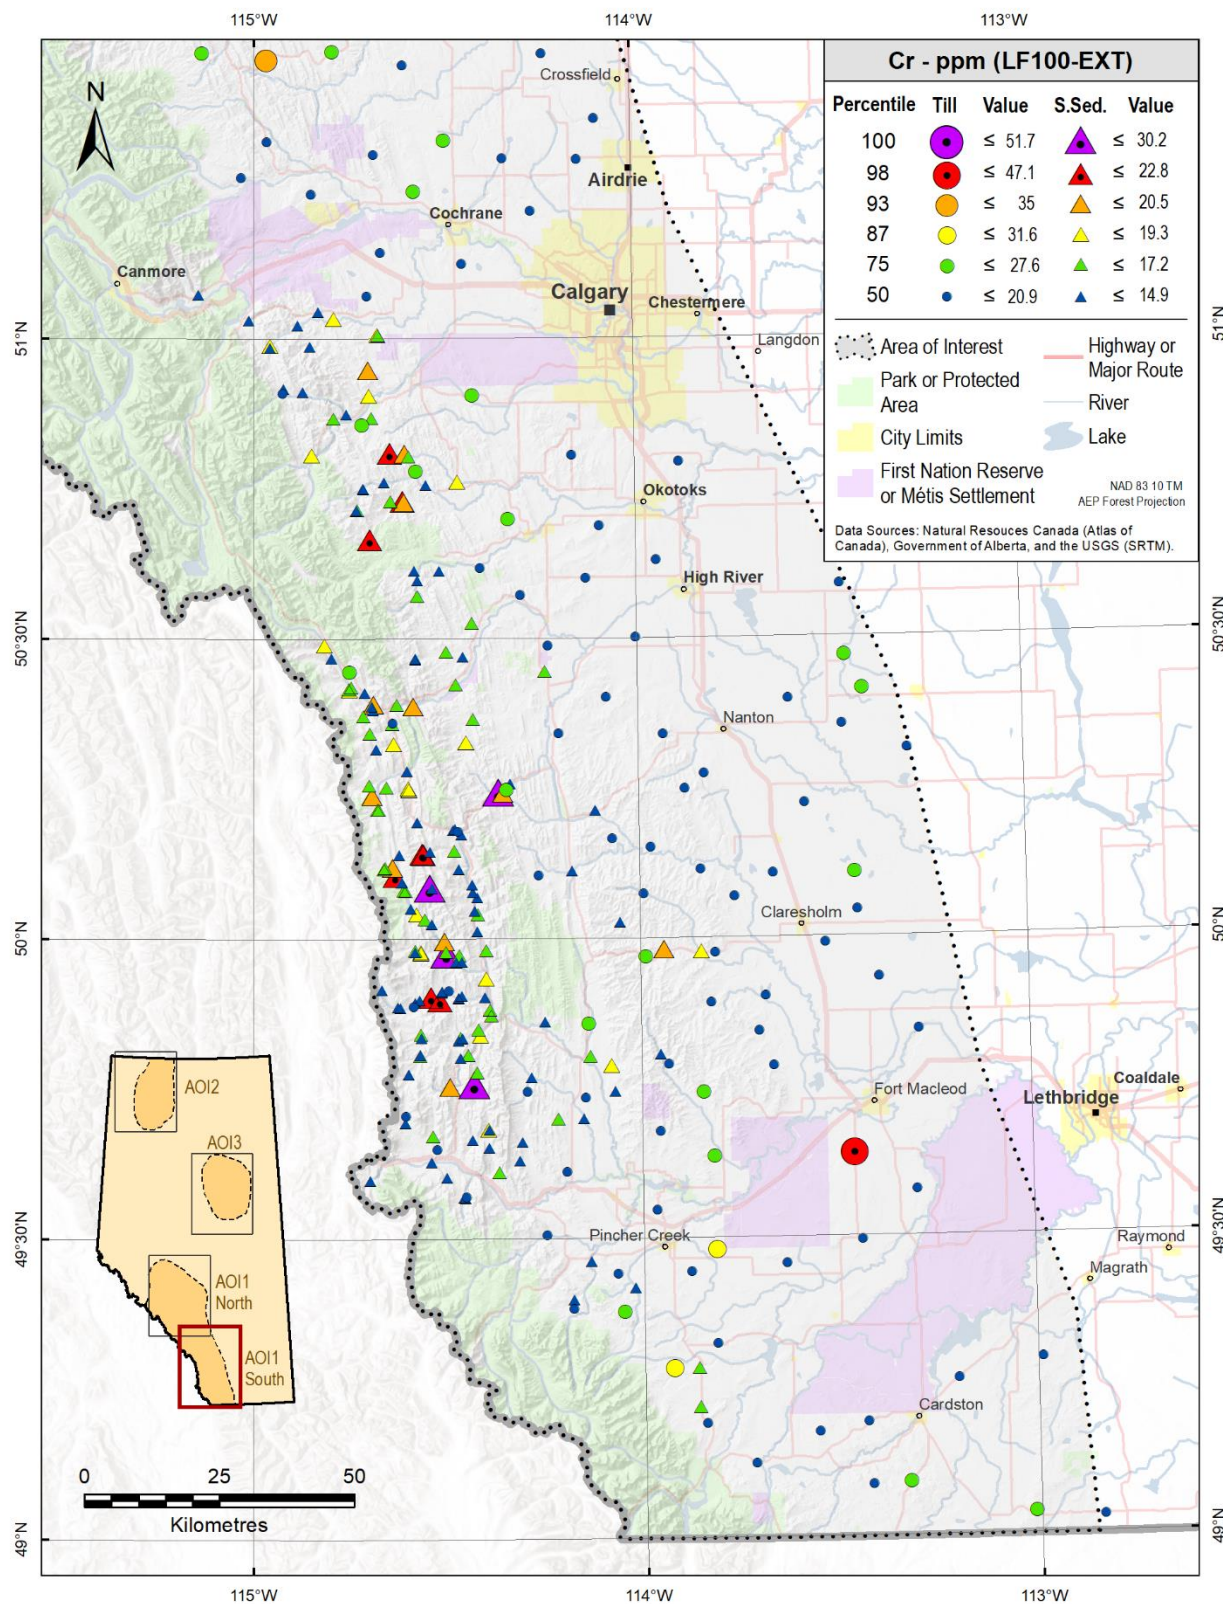 115°W 114°W 113°W
N
Crossfield
Airdrie
Cochrane
Canmore
Calgary
Chestermere
Langdon
Okotoks
High River
Nanton
Claresholm
Fort Macleod
Coaldale
Lethbridge
Pincher Creek
Raymond
Magrath
Cardston
Cr - ppm (LF100-EXT)
Percentile Till Value S.Sed. Value
100 ≤ 51.7 ≤ 30.2
98 ≤ 47.1 ≤ 22.8
93 ≤ 35 ≤ 20.5
87 ≤ 31.6 ≤ 19.3
75 ≤ 27.6 ≤ 17.2
50 ≤ 20.9 ≤ 14.9
Area of Interest
Park or Protected
Area
City Limits
First Nation Reserve
or Métis Settlement
Highway or
Major Route
River
Lake
NAD 83 10 TM
AEP Forest Projection
Data Sources: Natural Resouces Canada (Atlas of
Canada), Government of Alberta, and the USGS (SRTM).
51°N
50°30'N
50°N
49°30'N
49°N
51°N
50°30'N
50°N
49°30'N
49°N
AOI2
AOI3
AOI1
North
AOI1
South
0 25 50
Kilometres
115°W 114°W 113°W